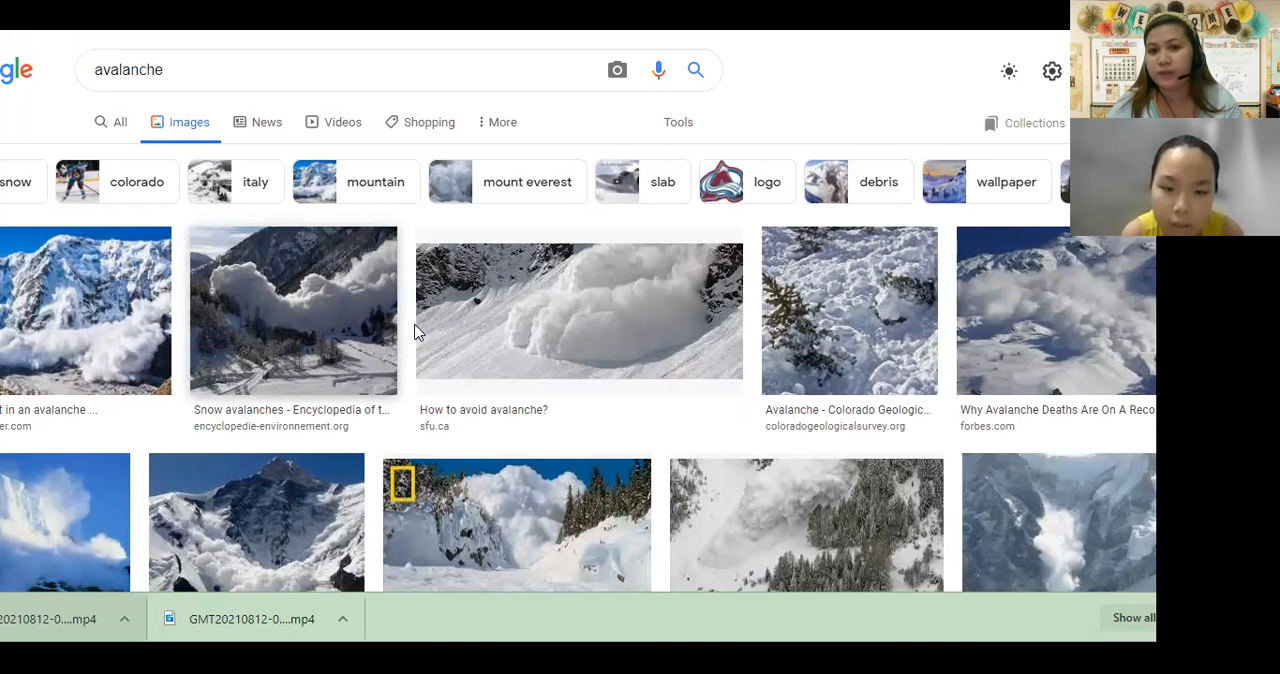 gle
avalanche
All
Images
News
Videos
Shopping
More
Tools
Collections
snow
colorado
italy
mountain
mount everest
slab
logo
debris
wallpaper
t in an avalanche ...
er.com
Snow avalanches - Encyclopedia of t...
encyclopedie-environnement.org
How to avoid avalanche?
sfu.ca
Avalanche - Colorado Geologic...
coloradogeologicalsurvey.org
Why Avalanche Deaths Are On A Reco
forbes.com
20210812-0....mp4
GMT20210812-0....mp4
Show all